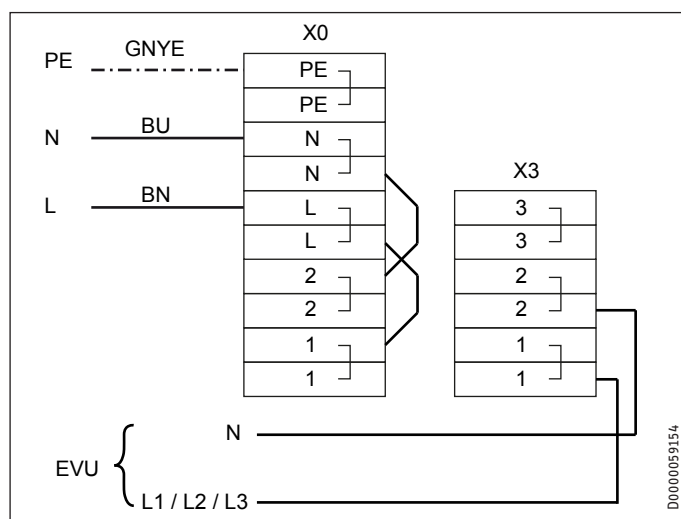 X0
PE GNYE
PE
PE
N BU
N
N
L BN
L
L
2
2
1
1
X3
3
3
2
2
1
1
EVU
N
L1 / L2 / L3
D0000059154